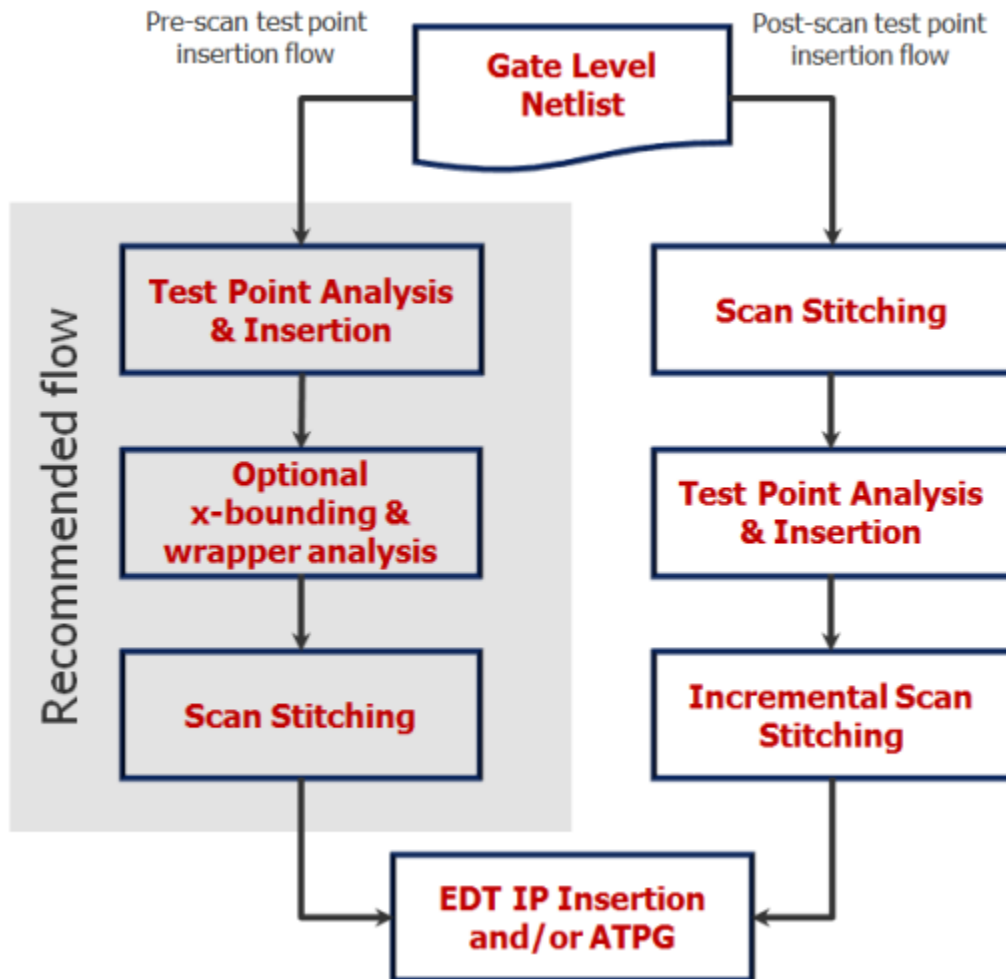 Pre-scan test point
insertion flow
Post-scan test point
insertion flow
Gate Level
Netlist
Recommended flow
Test Point Analysis
& Insertion
Optional
x-bounding &
wrapper analysis
Scan Stitching
Scan Stitching
Test Point Analysis
& Insertion
Incremental Scan
Stitching
EDT IP Insertion
and/or ATPG